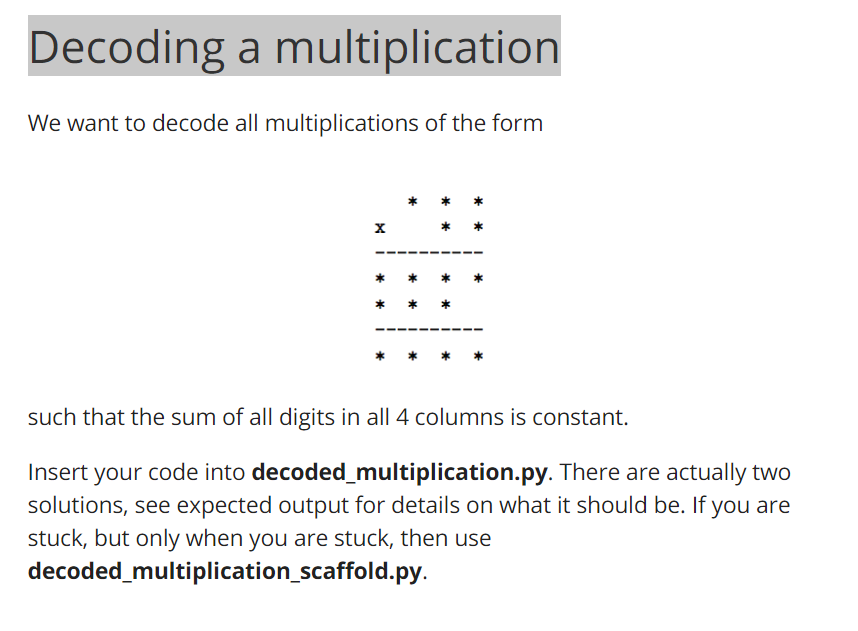 Decoding a multiplication
We want to decode all multiplications of the form
* * *
x * *
----------
* * * *
* * *
----------
* * * *
such that the sum of all digits in all 4 columns is constant.
Insert your code into decoded_multiplication.py. There are actually two
solutions, see expected output for details on what it should be. If you are
stuck, but only when you are stuck, then use
decoded_multiplication_scaffold.py.